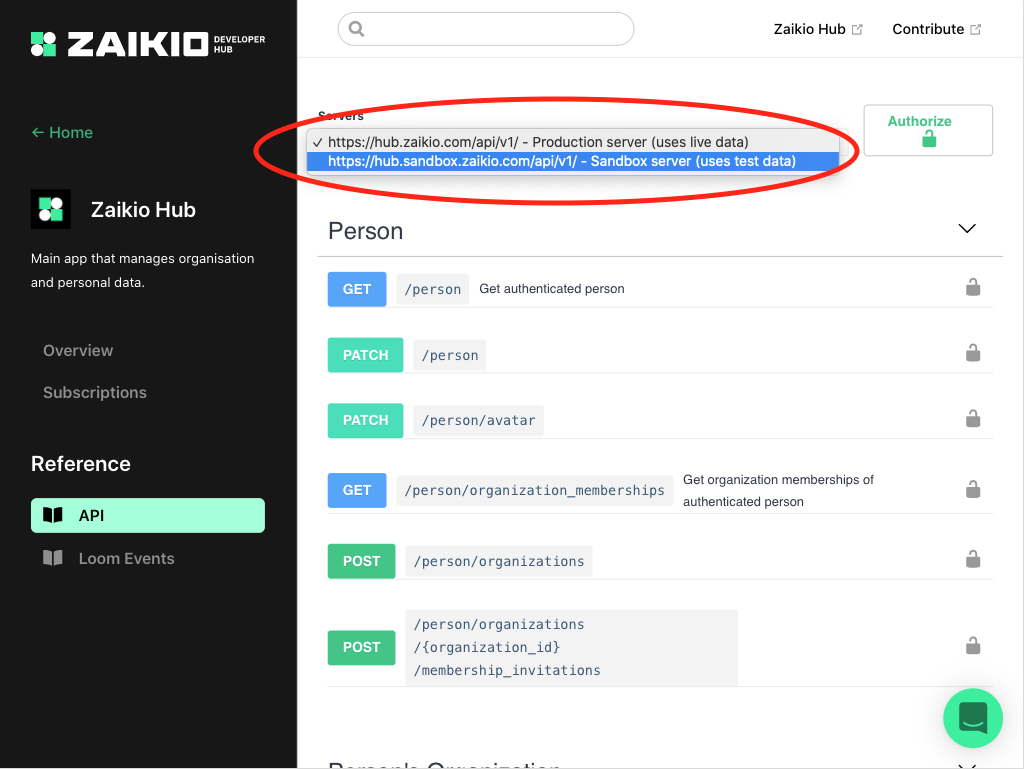 ZAIKIO DEVELOPER HUB
Zaikio Hub
Contribute
← Home
Servers
✓ https://hub.zaikio.com/api/v1/ - Production server (uses live data)
https://hub.sandbox.zaikio.com/api/v1/ - Sandbox server (uses test data)
Authorize
Zaikio Hub
Main app that manages organisation
and personal data.
Overview
Subscriptions
Reference
API
Loom Events
Person
GET /person Get authenticated person
PATCH /person
PATCH /person/avatar
GET /person/organization_memberships Get organization memberships of
authenticated person
POST /person/organizations
POST /person/organizations
/{organization_id}
/membership_invitations
Person's Organization